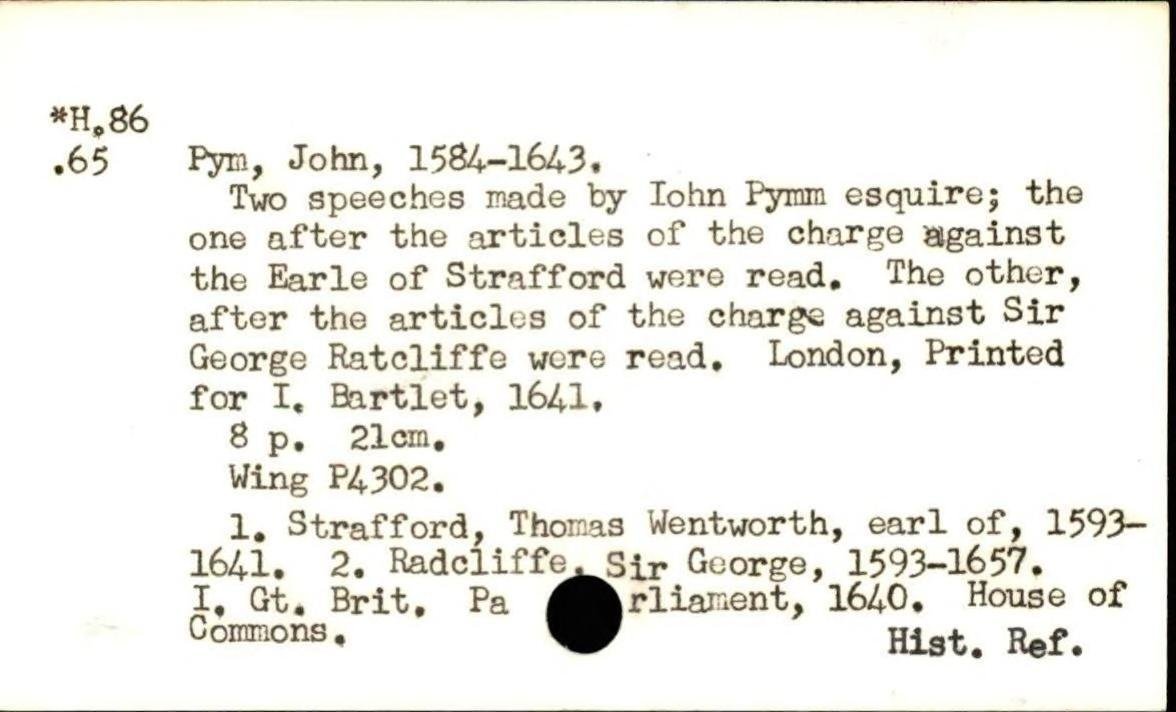 *H.86
.65 Pym, John, 1584-1643.
Two speeches made by Iohn Pymm esquire; the
one after the articles of the charge against
the Earle of Strafford were read. The other,
after the articles of the charge against Sir
George Ratcliffe were read. London, Printed
for I. Bartlet, 1641.
8 p. 21cm.
Wing P4302.
1. Strafford, Thomas Wentworth, earl of, 1593-
1641. 2. Radcliffe, Sir George, 1593-1657.
I. Gt. Brit. Pa rliament, 1640. House of
Commons.
Hist. Ref.